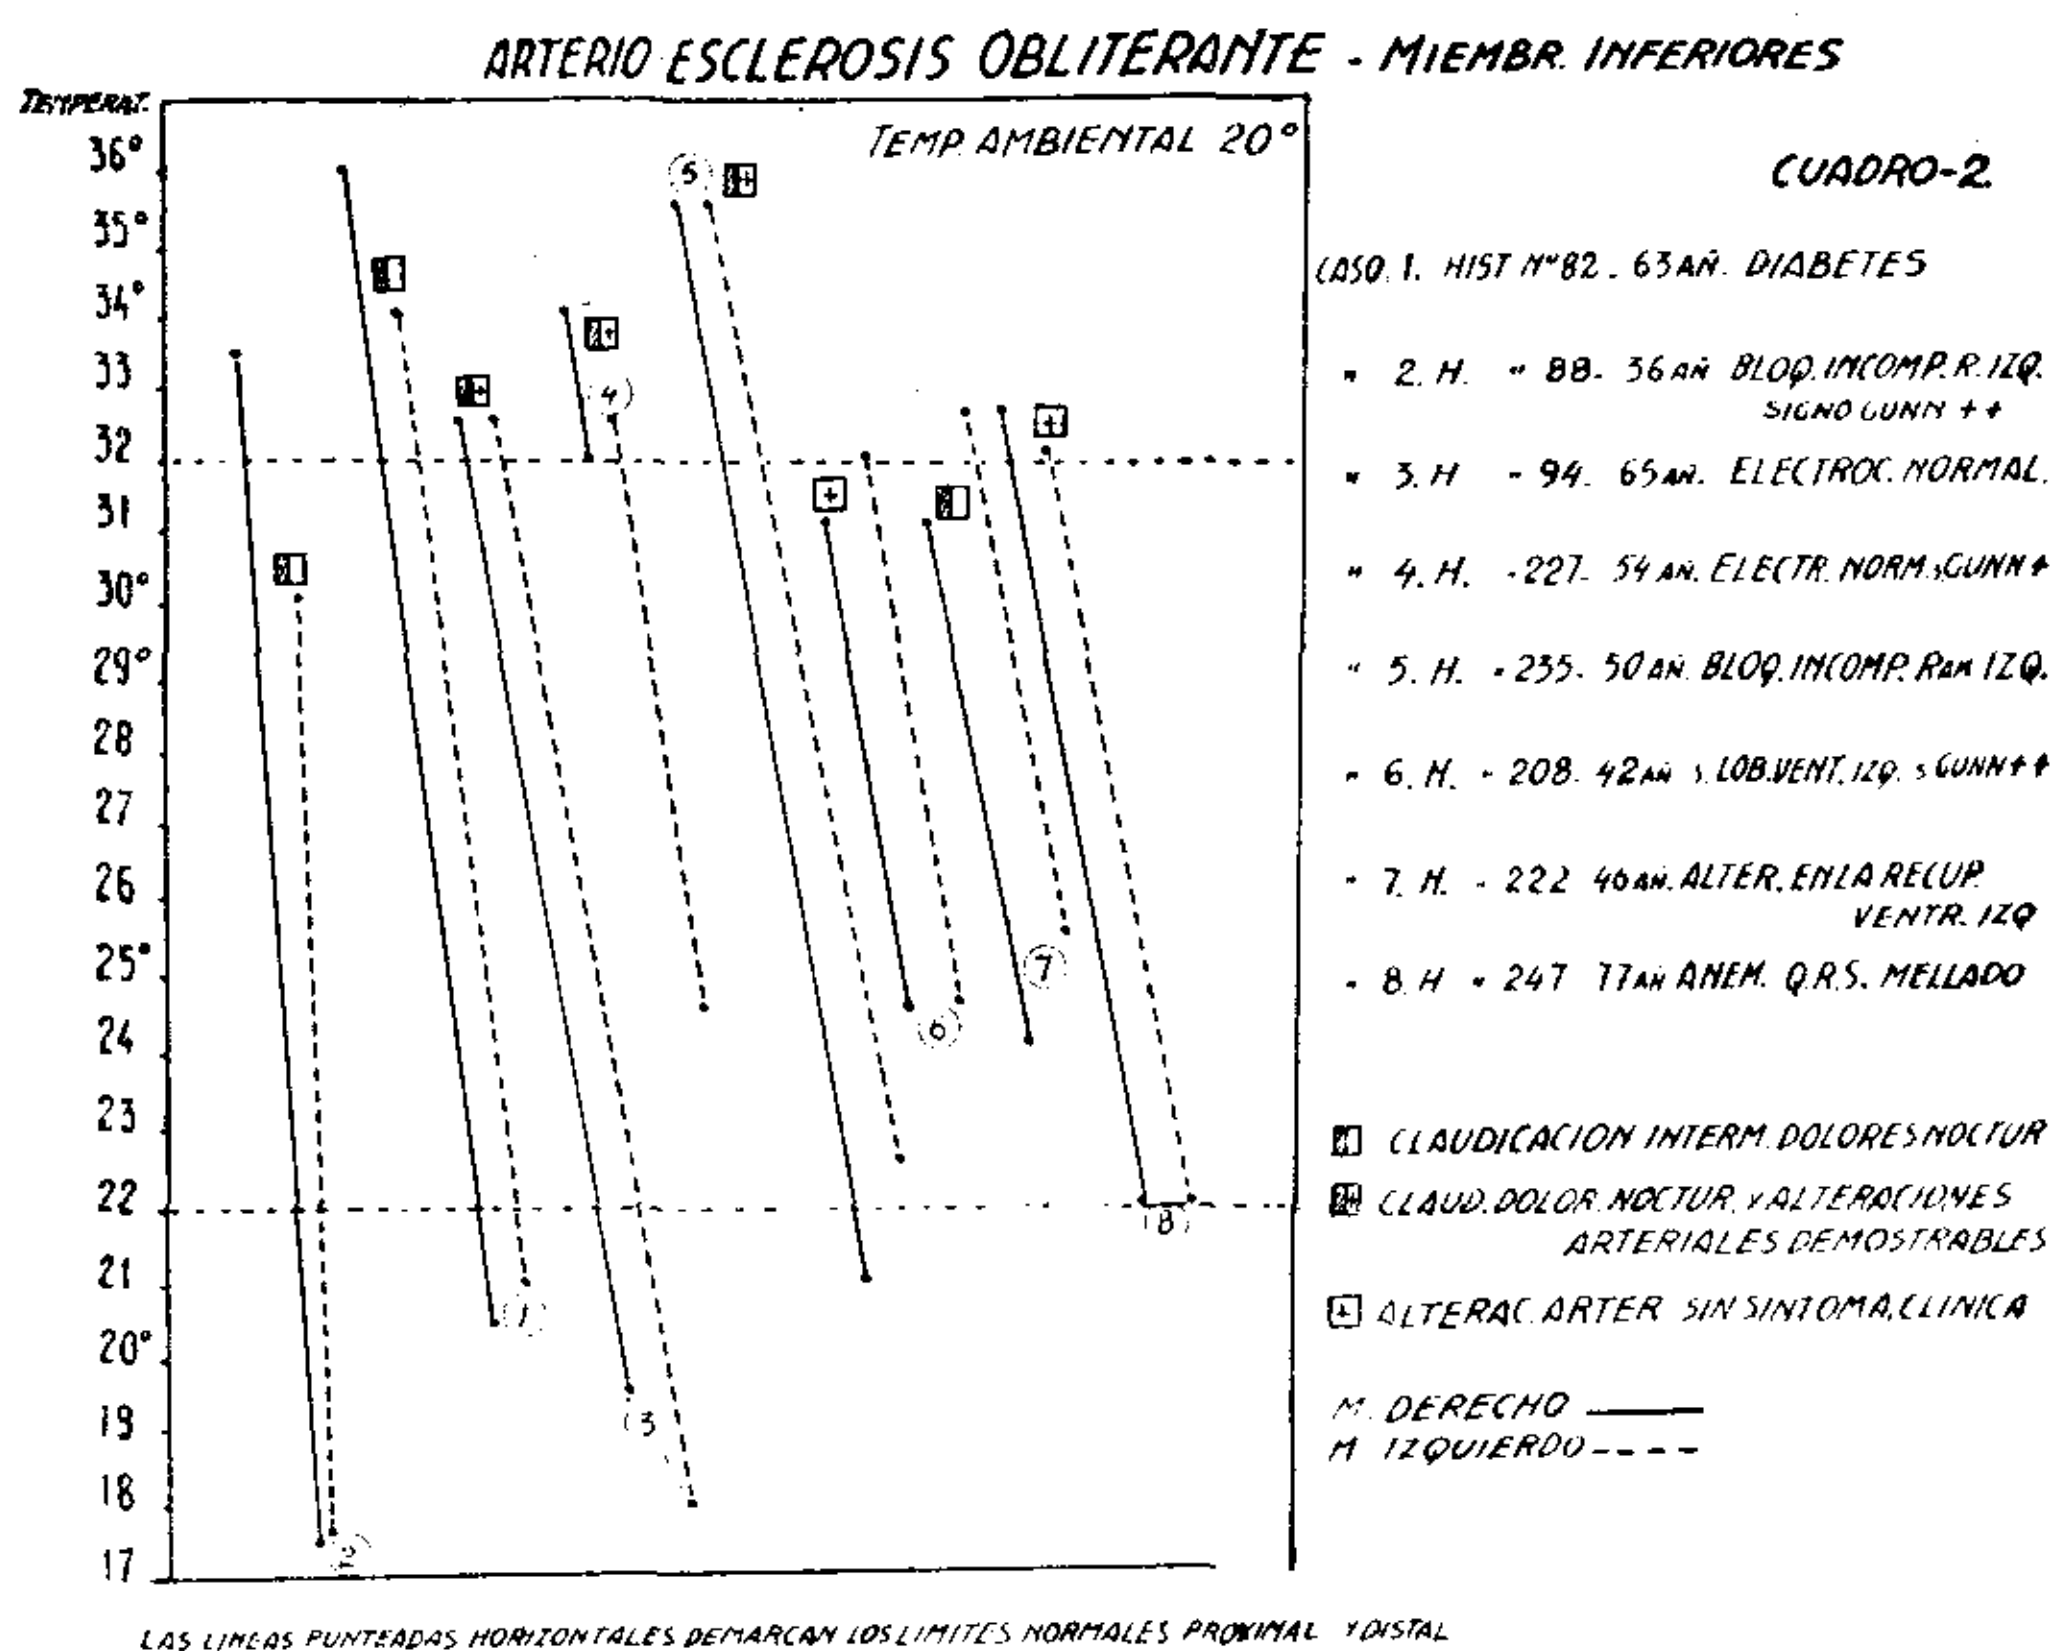 ARTERIO ESCLEROSIS OBLITERANTE - MIEMBR. INFERIORES
TEMPERAT.
TEMP. AMBIENTAL 20°
CUADRO-2
36°
35°
34°
33
32
31
30°
29°
28
27
26
25°
24
23
22
21
20°
19
18
17
5
4
6
7
8
1
3
2
CASO. 1. HIST Nº82 - 63 AÑ. DIABETES
" 2. H. " 88 - 36 AÑ BLOQ. INCOMP. R. IZQ.
SIGNO GUNN ++
" 3. H " 94 - 65 AÑ. ELECTROC. NORMAL.
" 4. H. " 227 - 54 AÑ. ELECTR. NORM. S. GUNN +
" 5. H. " 235 - 50 AÑ. BLOQ. INCOMP. RAM IZQ.
" 6. H. " 208 - 42 AÑ S. LOB. VENT. IZQ. S GUNN ++
" 7. H. " 222 46 AÑ. ALTER. EN LA RECUP.
VENTR. IZQ
" 8. H " 247 77 AÑ ANEM. Q.R.S. MELLADO
CLAUDICACION INTERM. DOLORES NOCTUR
CLAUD. DOLOR. NOCTUR. Y ALTERACIONES
ARTERIALES DEMOSTRABLES
+ ALTERAC. ARTER SIN SINTOMA. CLINICA
M. DERECHO
M IZQUIERDO
LAS LINEAS PUNTEADAS HORIZONTALES DEMARCAN LOS LIMITES NORMALES PROXIMAL Y DISTAL